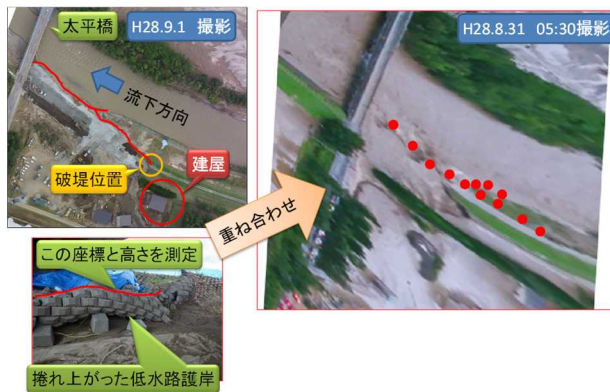 太平橋
H28.9.1 撮影
流下方向
破堤位置
建屋
この座標と高さを測定
捲れ上がった低水路護岸
重ね合わせ
H28.8.31 05:30撮影